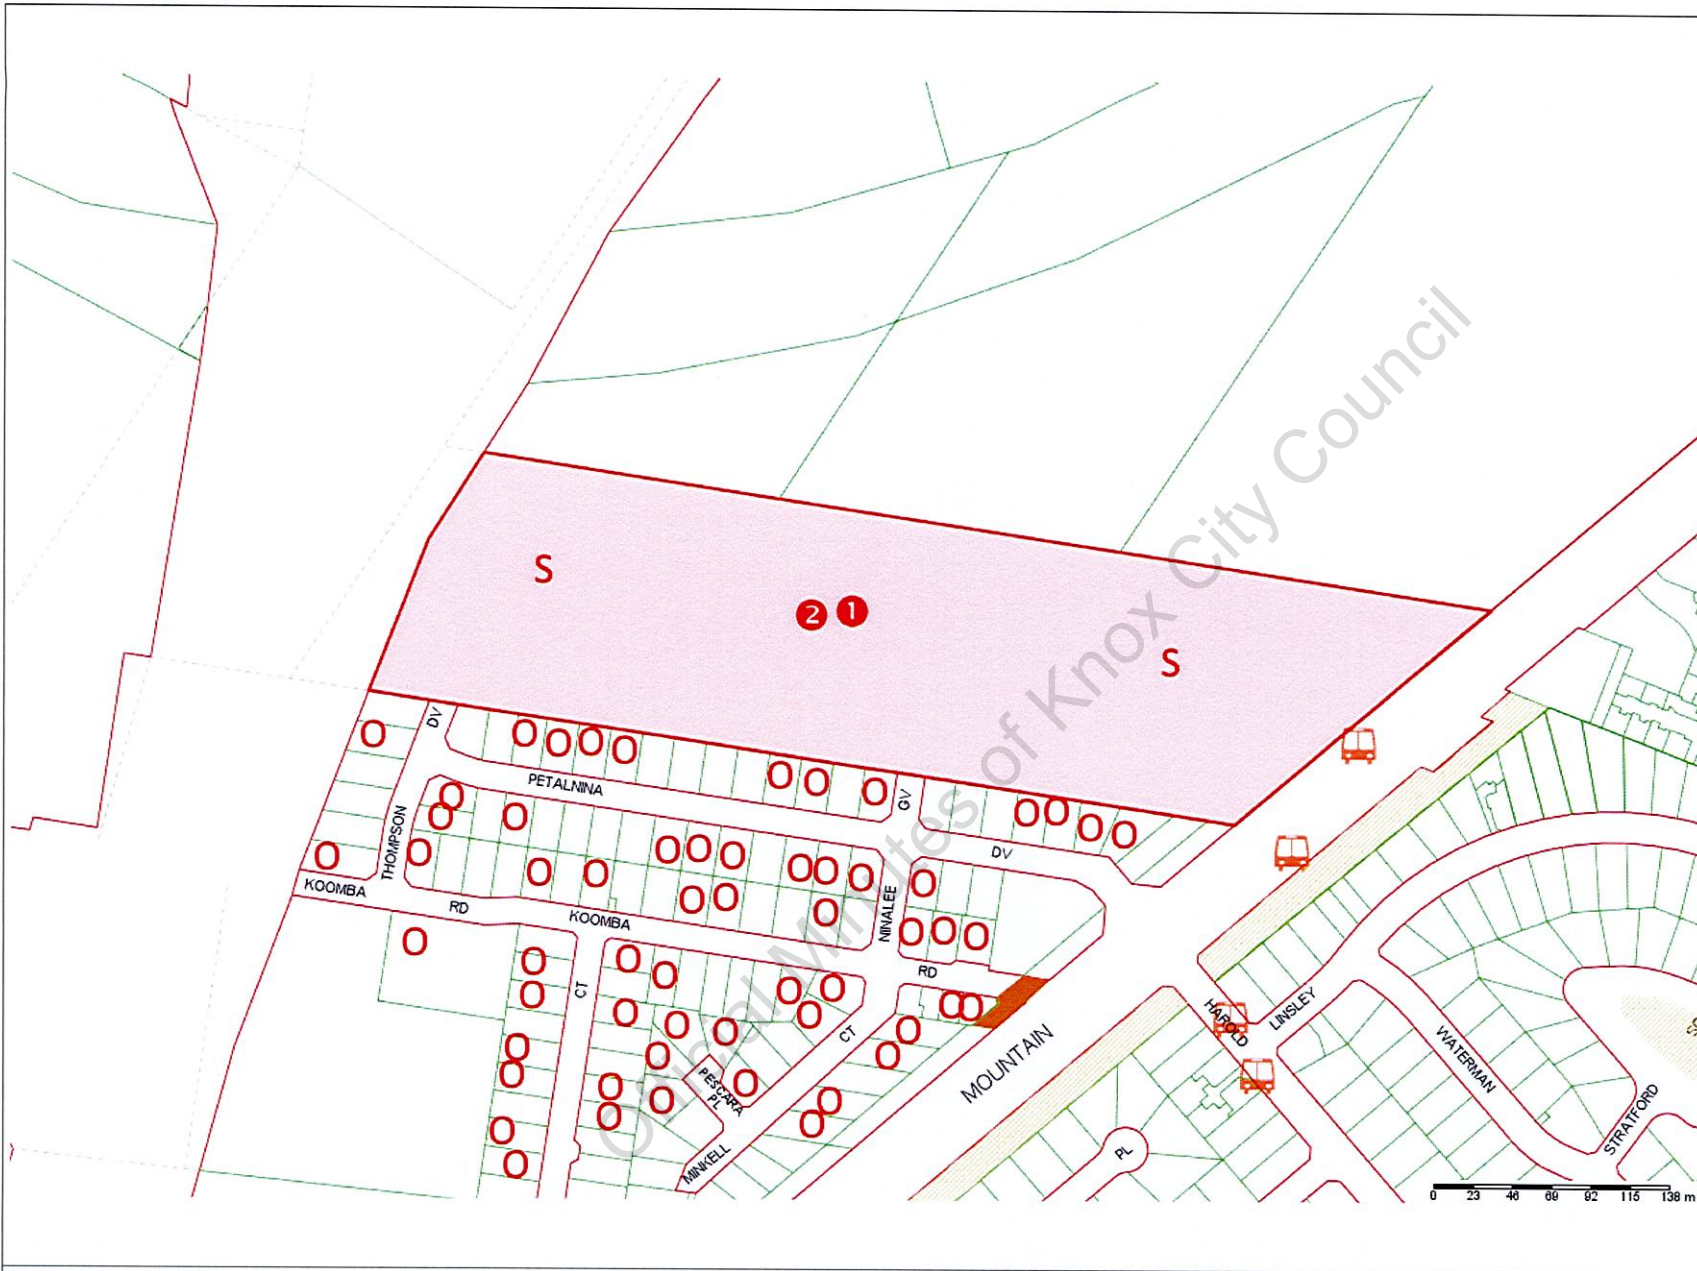 Official Minutes of Knox City Council
S
2 1
S
DV
PETALNINA
GV
THOMPSON
DV
KOOMBA
RD
KOOMBA
NINALEE
RD
CT
CT
PESCARA
PL
MINKELL
MOUNTAIN
HAROLD
LINSLEY
WATERMAN
STRATFORD
PL
0 23 46 69 92 115 138 m
O O O O O O O O O O O O
O O O O O O O O O O O O O O O O O O O
O O O O O O O O O O O O O O O O O O O O O O O O O O O O O O O